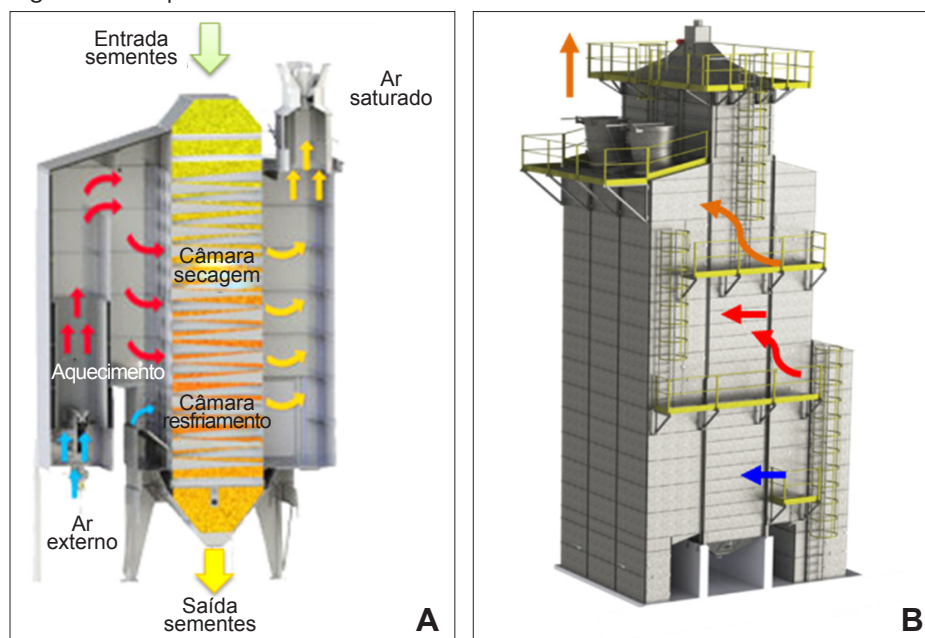 Entrada
sementes
Ar
saturado
Câmara
secagem
Aquecimento
Câmara
resfriamento
Ar
externo
Saída
sementes
A
B